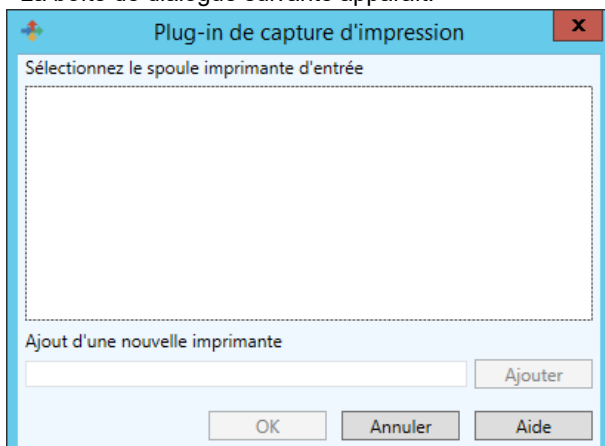 La boîte de dialogue suivante apparaît.
Plug-in de capture d'impression
x
Sélectionnez le spoule imprimante d'entrée
Ajout d'une nouvelle imprimante
Ajouter
OK Annuler Aide